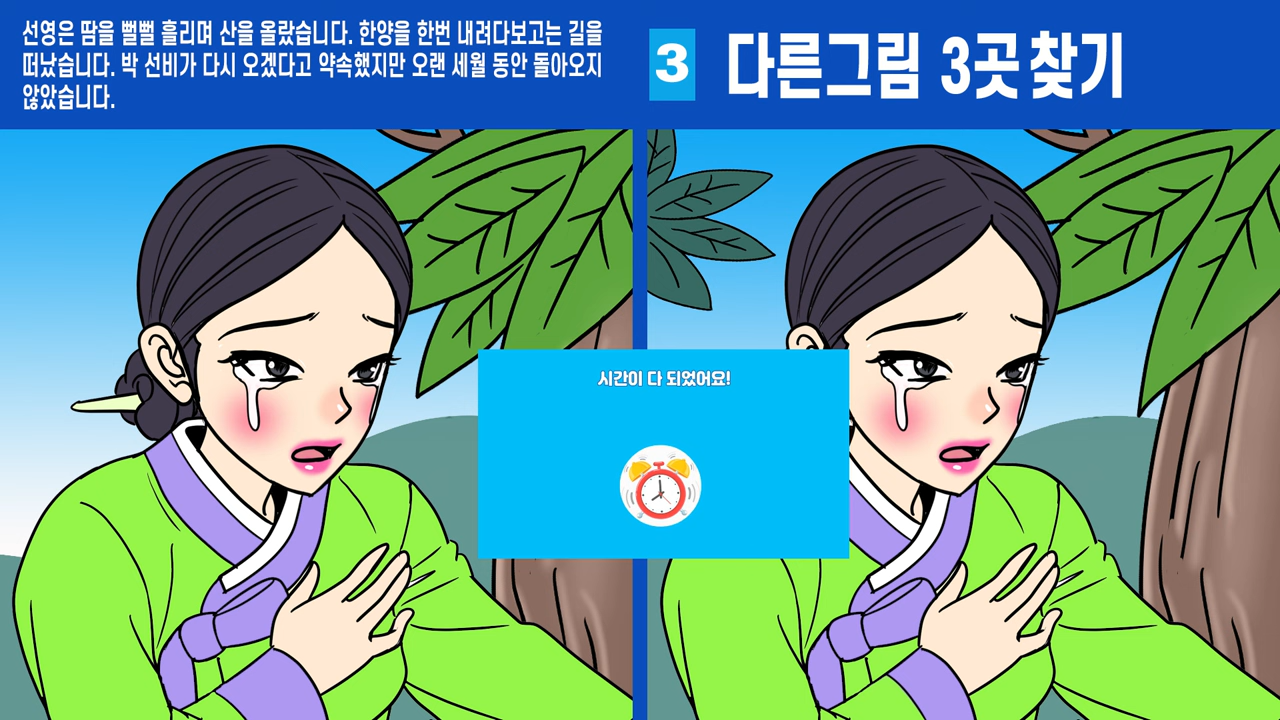 선영은 땀을 뻘뻘 흘리며 산을 올랐습니다. 한양을 한번 내려다보고는 길을
떠났습니다. 박 선비가 다시 오겠다고 약속했지만 오랜 세월 동안 돌아오지
않았습니다.
3 다른그림 3곳 찾기
시간이 다 되었어요!